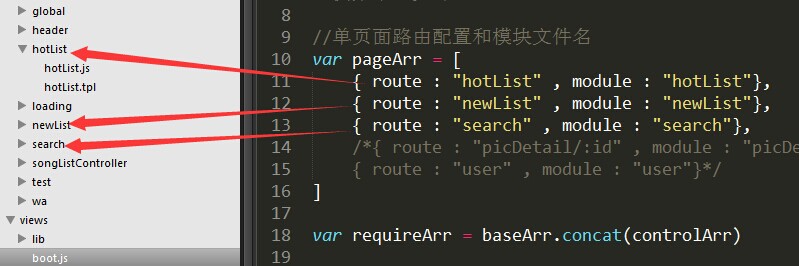 global
header
hotList
hotList.js
hotList.tpl
loading
newList
search
songListController
test
wa
views
lib
boot.js
8
9 //单页面路由配置和模块文件名
10 var pageArr = [
11 { route : "hotList" , module : "hotList"},
12 { route : "newList" , module : "newList"},
13 { route : "search" , module : "search"},
14 /*{ route : "picDetail/:id" , module : "picDe
15 { route : "user" , module : "user"}*/
16 ]
17
18 var requireArr = baseArr.concat(controlArr)
19